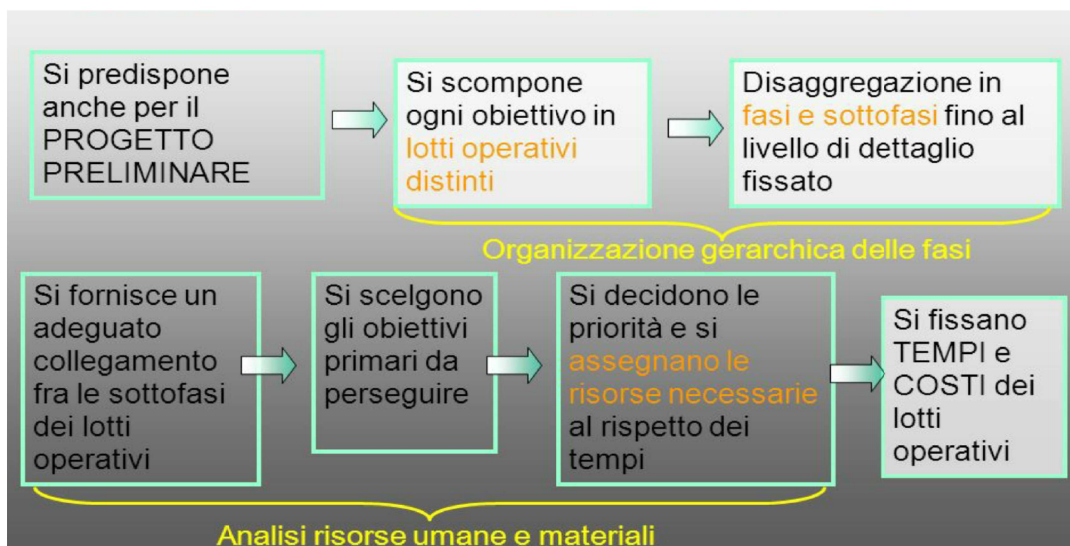 Si predispone
anche per il
PROGETTO
PRELIMINARE
Si scompone
ogni obiettivo in
lotti operativi
distinti
Disaggregazione in
fasi e sottofasi fino al
livello di dettaglio
fissato
Organizzazione gerarchica delle fasi
Si fornisce un
adeguato
collegamento
fra le sottofasi
dei lotti
operativi
Si scelgono
gli obiettivi
primari da
perseguire
Si decidono le
priorità e si
assegnano le
risorse necessarie
al rispetto dei
tempi
Si fissano
TEMPI e
COSTI dei
lotti
operativi
Analisi risorse umane e materiali